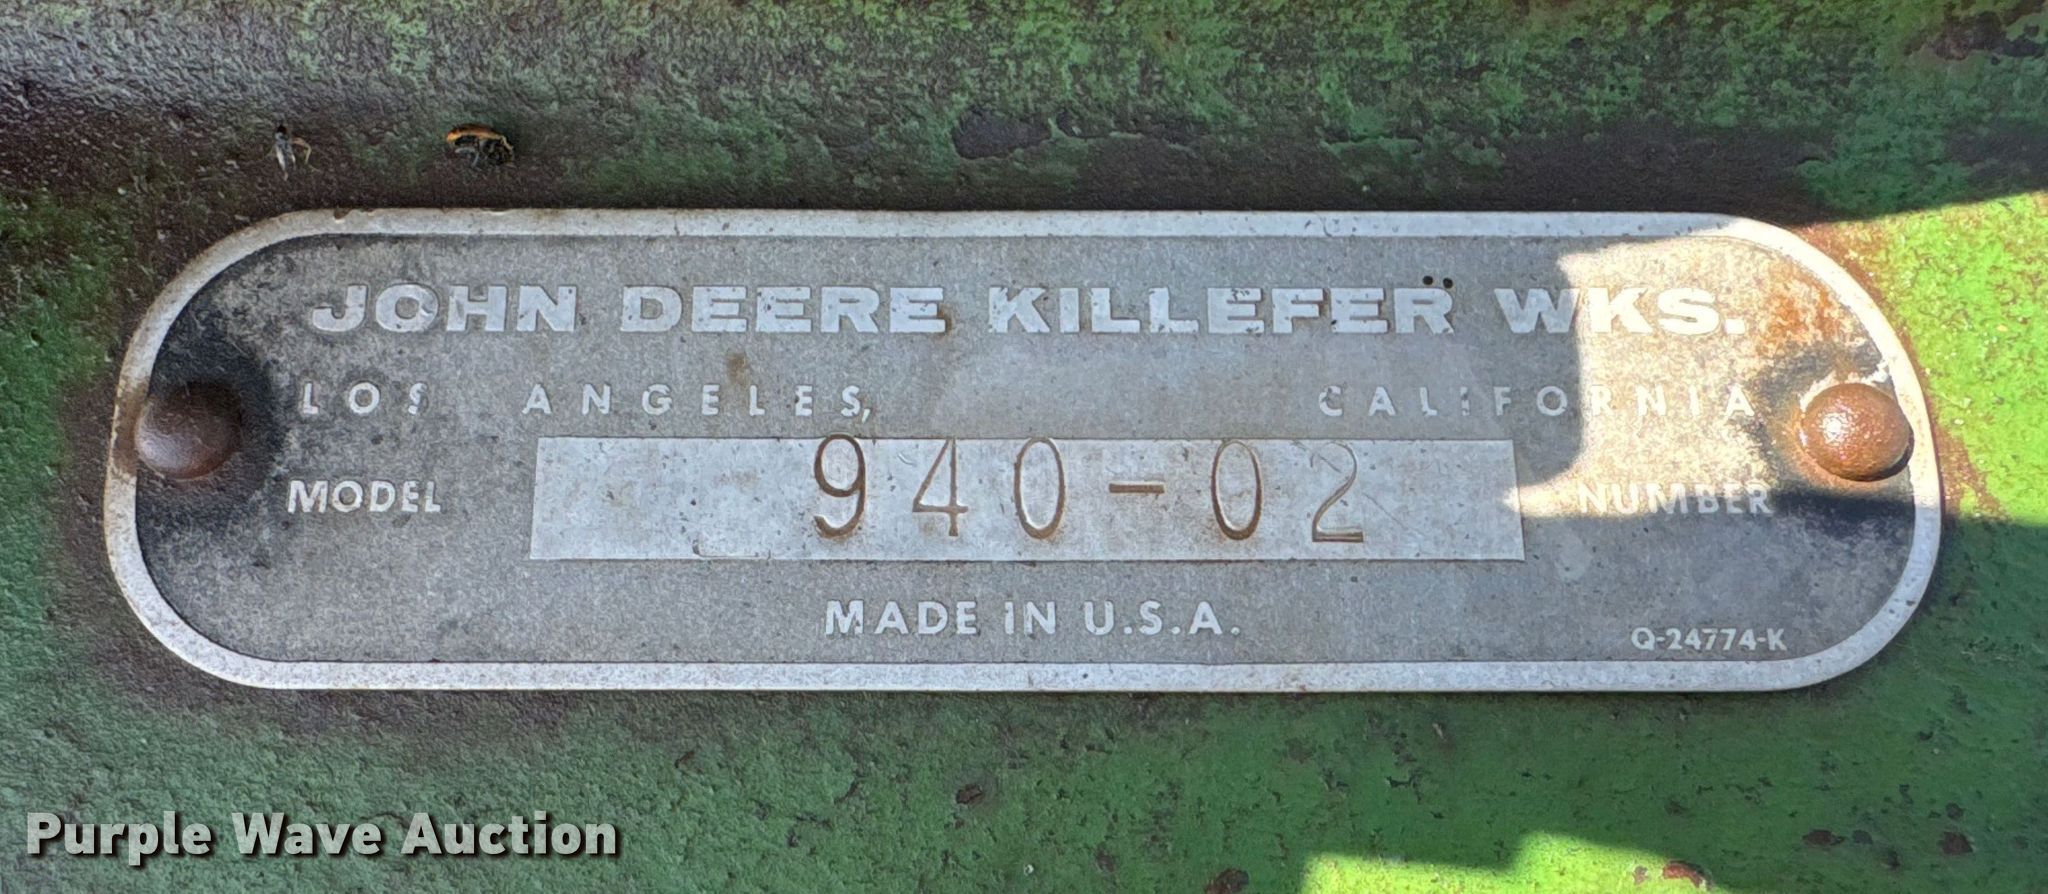 JOHN DEERE KILLEFER WKS.
LOS ANGELES, CALIFORNIA
MODEL 940-02 NUMBER
MADE IN U.S.A.
Q-24774-K
Purple Wave Auction